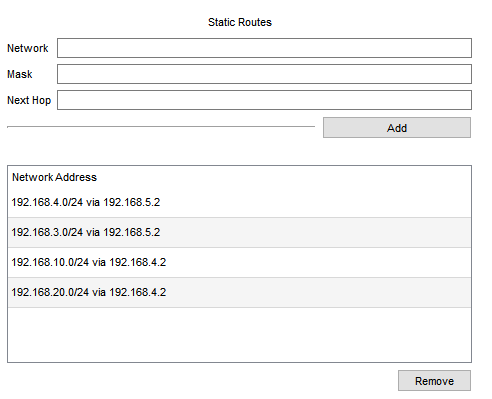 Static Routes
Network
Mask
Next Hop
Add
Network Address
192.168.4.0/24 via 192.168.5.2
192.168.3.0/24 via 192.168.5.2
192.168.10.0/24 via 192.168.4.2
192.168.20.0/24 via 192.168.4.2
Remove